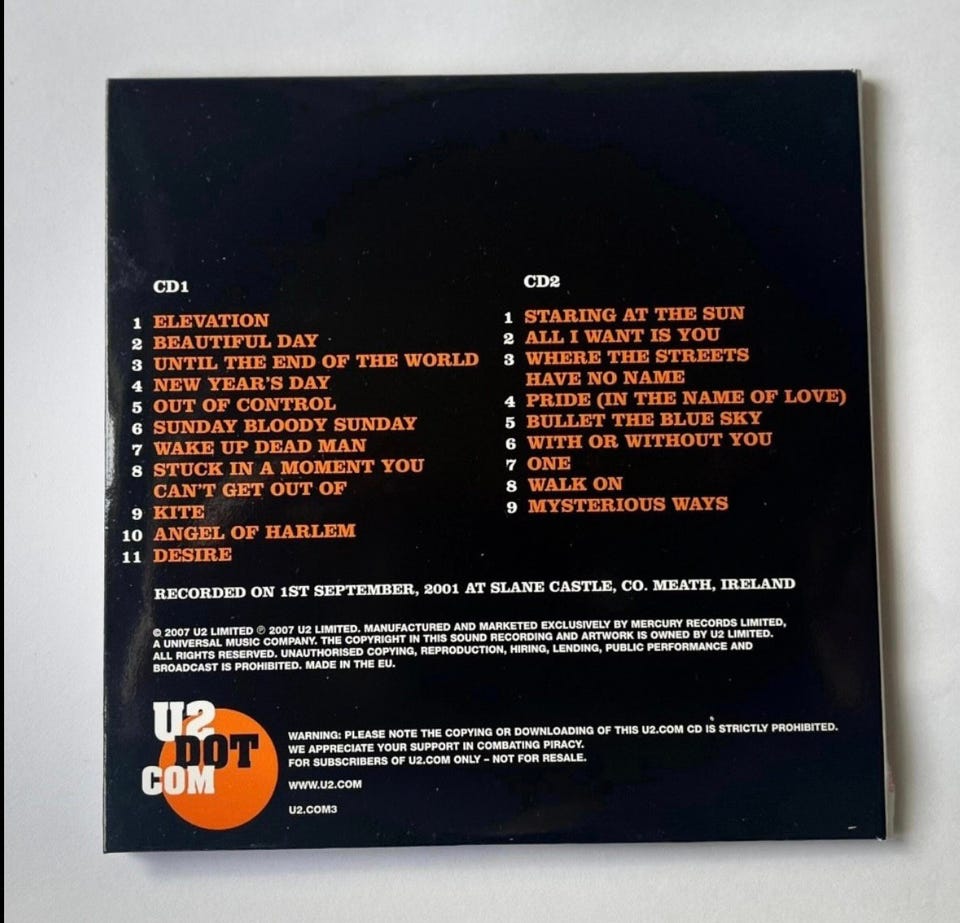 CD1
1 ELEVATION
2 BEAUTIFUL DAY
3 UNTIL THE END OF THE WORLD
4 NEW YEAR'S DAY
5 OUT OF CONTROL
6 SUNDAY BLOODY SUNDAY
7 WAKE UP DEAD MAN
8 STUCK IN A MOMENT YOU
CAN'T GET OUT OF
9 KITE
10 ANGEL OF HARLEM
11 DESIRE
CD2
1 STARING AT THE SUN
2 ALL I WANT IS YOU
3 WHERE THE STREETS
HAVE NO NAME
4 PRIDE (IN THE NAME OF LOVE)
5 BULLET THE BLUE SKY
6 WITH OR WITHOUT YOU
7 ONE
8 WALK ON
9 MYSTERIOUS WAYS
RECORDED ON 1ST SEPTEMBER, 2001 AT SLANE CASTLE, CO. MEATH, IRELAND
© 2007 U2 LIMITED ℗ 2007 U2 LIMITED. MANUFACTURED AND MARKETED EXCLUSIVELY BY MERCURY RECORDS LIMITED,
A UNIVERSAL MUSIC COMPANY. THE COPYRIGHT IN THIS SOUND RECORDING AND ARTWORK IS OWNED BY U2 LIMITED.
ALL RIGHTS RESERVED. UNAUTHORISED COPYING, REPRODUCTION, HIRING, LENDING, PUBLIC PERFORMANCE AND
BROADCAST IS PROHIBITED. MADE IN THE EU.
U2
DOT
COM
WARNING: PLEASE NOTE THE COPYING OR DOWNLOADING OF THIS U2.COM CD IS STRICTLY PROHIBITED.
WE APPRECIATE YOUR SUPPORT IN COMBATING PIRACY.
FOR SUBSCRIBERS OF U2.COM ONLY – NOT FOR RESALE.
WWW.U2.COM
U2.COM3